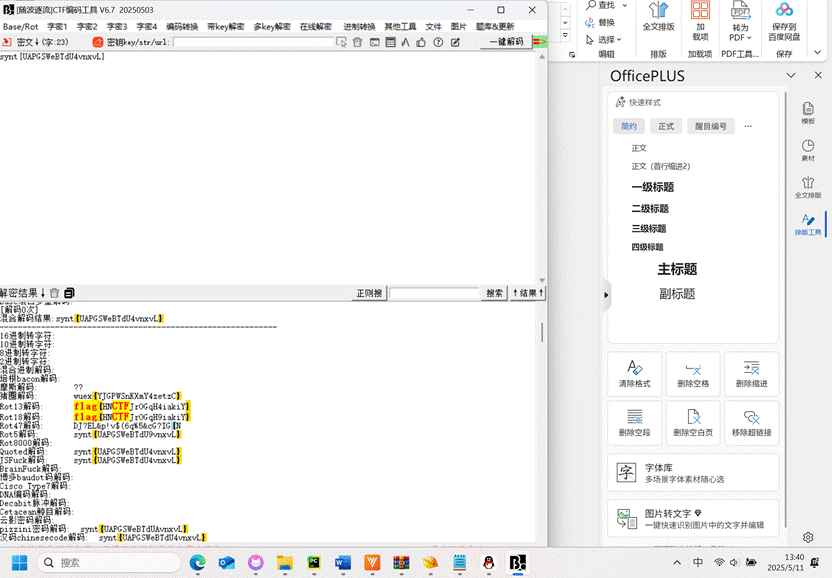 [随波逐流]CTF编码工具 V6.7 20250503
Base/Rot 字密1 字密2 字密3 字密4 编码转换 带key解密 多key解密 在线解密 进制转换 其他工具 文件 图片 题库&更新
密文↓(字:23) 密钥key/str/url: 一键解码
synt{UAPGSWeBTdU4vnxvL}
解密结果↓ 正则搜 搜索 ↑结果↑
[解码0次]
混合解码结果:synt{UAPGSWeBTdU4vnxvL}
16进制转字符:
10进制转字符:
8进制转字符:
2进制转字符:
混合进制解码:
培根bacon解码:
摩斯解码: ??
猪圈解码: wuex{YJGPWSnKXmY4zetzC}
Rot13解码: flag{HNCTFJrOGqH4iakiY}
Rot18解码: flag{HNCTFJrOGqH9iakiY}
Rot47解码:
Rot5解码: synt{UAPGSWeBTdU9vnxvL}
Rot8000解码:
Quoted解码: synt{UAPGSWeBTdU4vnxvL}
JSFuck解码: synt{UAPGSWeBTdU4vnxvL}
BrainFuck解码:
博多baudot码解码:
Cisco Type7解码:
DNA编码解码:
Decabit脉冲解码:
Cetacean鲸目解码:
云影密码解码:
pizzini密码解码: synt{UAPGSWeBTdUAvnxvL}
汉码chinesecode解码: synt{UAPGSWeBTdU4vnxvL}
查找
替换
选择
编辑
全文排版
排版
加载项
加载项
转为PDF
PDF工具...
保存到百度网盘
保存
OfficePLUS
快速样式
简约 正式 醒目编号 ···
正文
正文（首行缩进2）
一级标题
二级标题
三级标题
四级标题
主标题
副标题
清除格式 删除空格 删除缩进
删除空段 删除空白页 移除超链接
字 字体库
多场景字体素材随心选
图片转文字
一键快速识别图片中的文字并编辑
模板
素材
全文排版
排版工具
搜索
中
13:40
2025/5/11